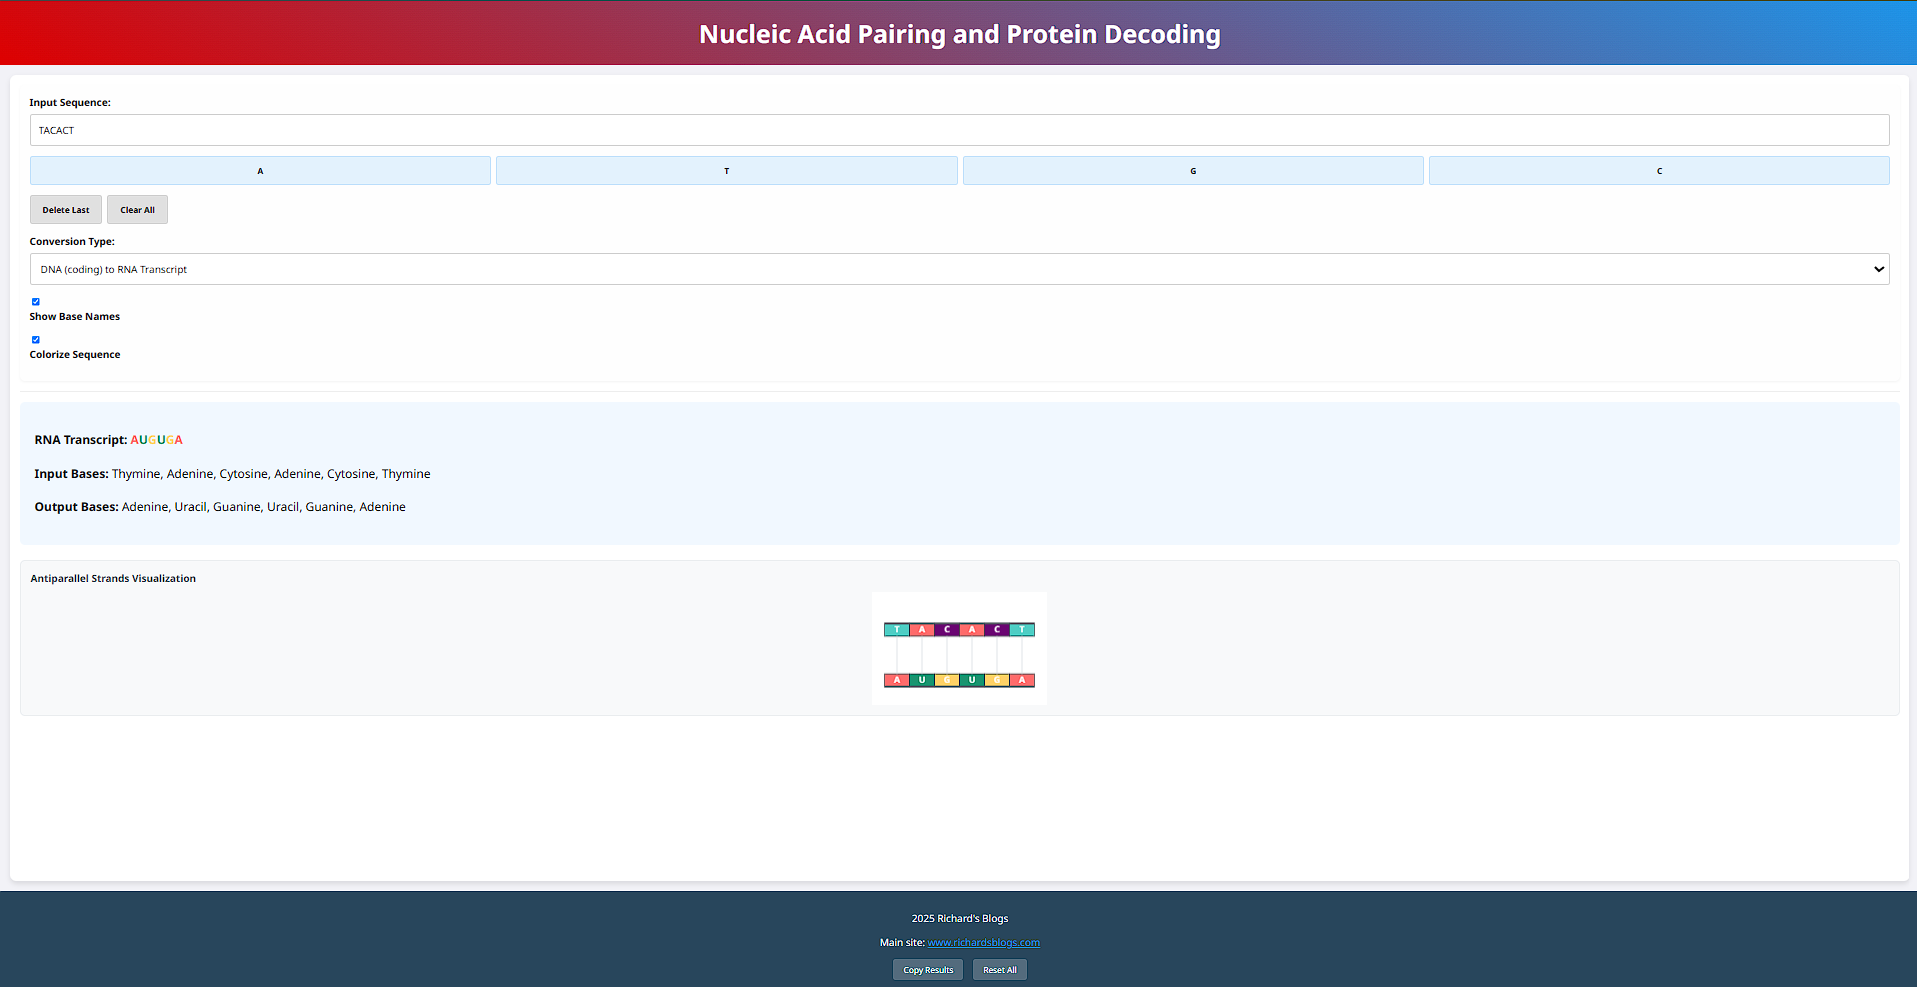 Nucleic Acid Pairing and Protein Decoding
Input Sequence:
TACACT
A T G C
Delete Last Clear All
Conversion Type:
DNA (coding) to RNA Transcript
Show Base Names
Colorize Sequence
RNA Transcript: AUGUGA
Input Bases: Thymine, Adenine, Cytosine, Adenine, Cytosine, Thymine
Output Bases: Adenine, Uracil, Guanine, Uracil, Guanine, Adenine
Antiparallel Strands Visualization
T A C A C T
A U G U G A
2025 Richard's Blogs
Main site: www.richardsblogs.com
Copy Results Reset All